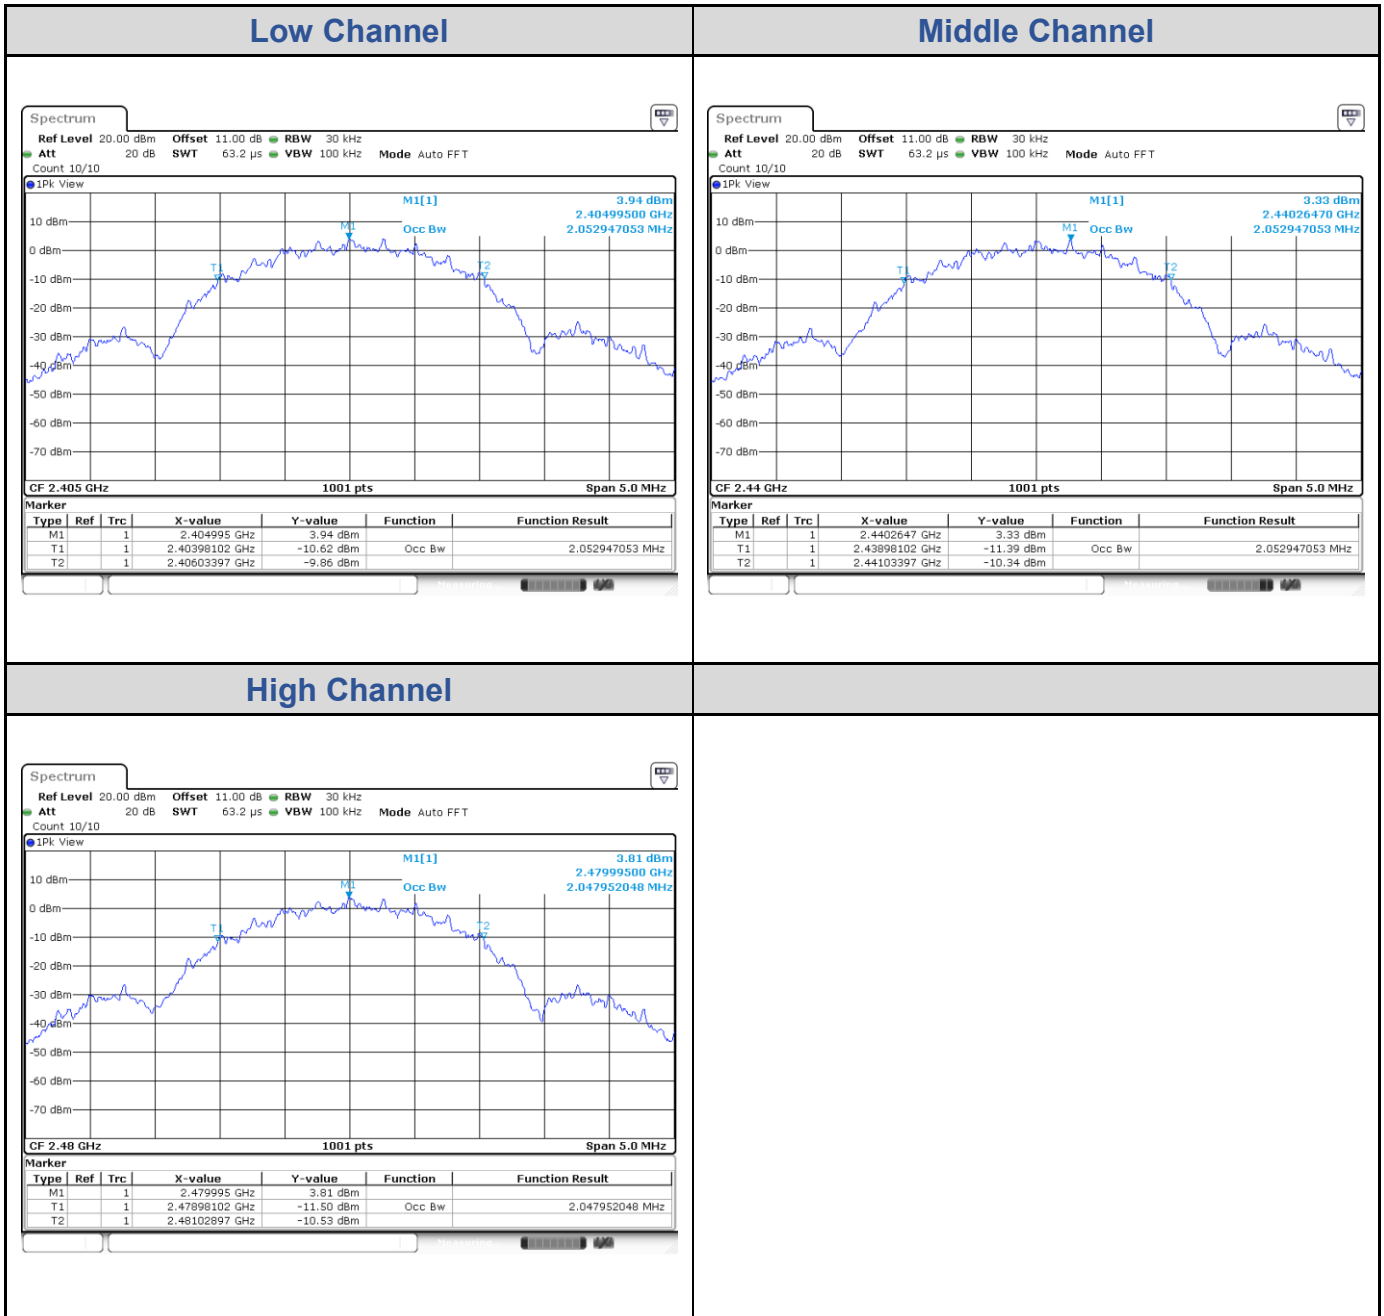 Low Channel
Middle Channel
Spectrum
Ref Level 20.00 dBm Offset 11.00 dB RBW 30 kHz
Att 20 dB SWT 63.2 µs VBW 100 kHz Mode Auto FFT
Count 10/10
1Pk View
M1[1] 3.94 dBm
2.40499500 GHz
Occ Bw 2.052947053 MHz
M1
T1
T2
10 dBm
0 dBm
-10 dBm
-20 dBm
-30 dBm
-40 dBm
-50 dBm
-60 dBm
-70 dBm
CF 2.405 GHz 1001 pts Span 5.0 MHz
Marker
Type Ref Trc X-value Y-value Function Function Result
M1 1 2.404995 GHz 3.94 dBm
T1 1 2.40398102 GHz -10.62 dBm Occ Bw 2.052947053 MHz
T2 1 2.40603397 GHz -9.86 dBm
Measuring
Spectrum
Ref Level 20.00 dBm Offset 11.00 dB RBW 30 kHz
Att 20 dB SWT 63.2 µs VBW 100 kHz Mode Auto FFT
Count 10/10
1Pk View
M1[1] 3.33 dBm
2.44026470 GHz
Occ Bw 2.052947053 MHz
M1
T1
T2
10 dBm
0 dBm
-10 dBm
-20 dBm
-30 dBm
-40 dBm
-50 dBm
-60 dBm
-70 dBm
CF 2.44 GHz 1001 pts Span 5.0 MHz
Marker
Type Ref Trc X-value Y-value Function Function Result
M1 1 2.4402647 GHz 3.33 dBm
T1 1 2.43898102 GHz -11.39 dBm Occ Bw 2.052947053 MHz
T2 1 2.44103397 GHz -10.34 dBm
Measuring
High Channel
Spectrum
Ref Level 20.00 dBm Offset 11.00 dB RBW 30 kHz
Att 20 dB SWT 63.2 µs VBW 100 kHz Mode Auto FFT
Count 10/10
1Pk View
M1[1] 3.81 dBm
2.47999500 GHz
Occ Bw 2.047952048 MHz
M1
T1
T2
10 dBm
0 dBm
-10 dBm
-20 dBm
-30 dBm
-40 dBm
-50 dBm
-60 dBm
-70 dBm
CF 2.48 GHz 1001 pts Span 5.0 MHz
Marker
Type Ref Trc X-value Y-value Function Function Result
M1 1 2.479995 GHz 3.81 dBm
T1 1 2.47898102 GHz -11.50 dBm Occ Bw 2.047952048 MHz
T2 1 2.48102897 GHz -10.53 dBm
Measuring